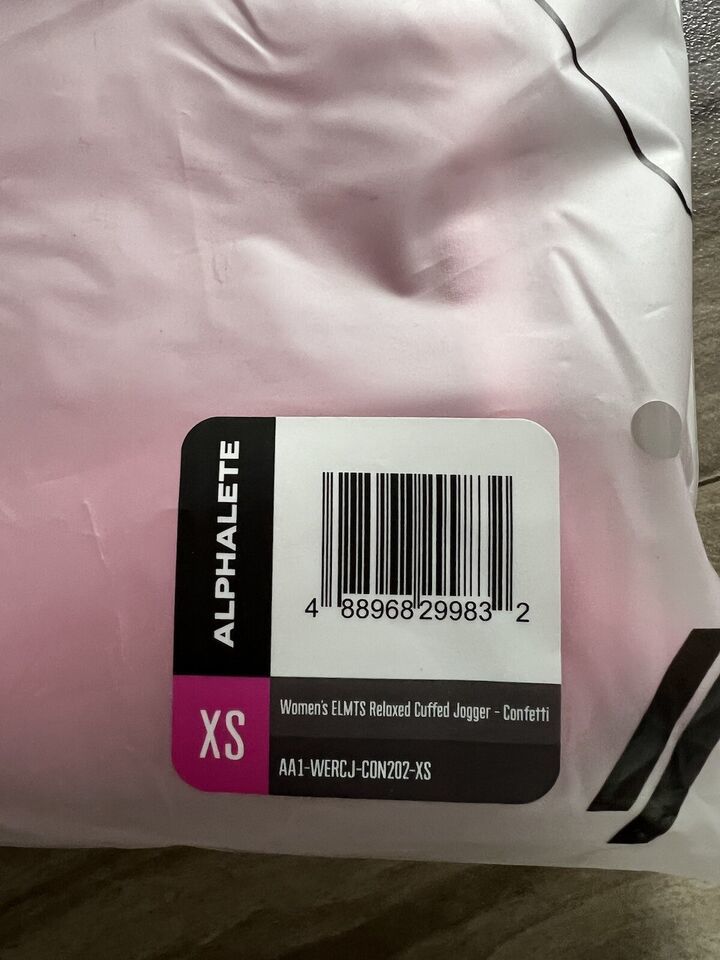 ALPHALETE
4 88968 29983 2
XS
Women's ELMTS Relaxed Cuffed Jogger - Confetti
AA1-WERCJ-CON202-XS